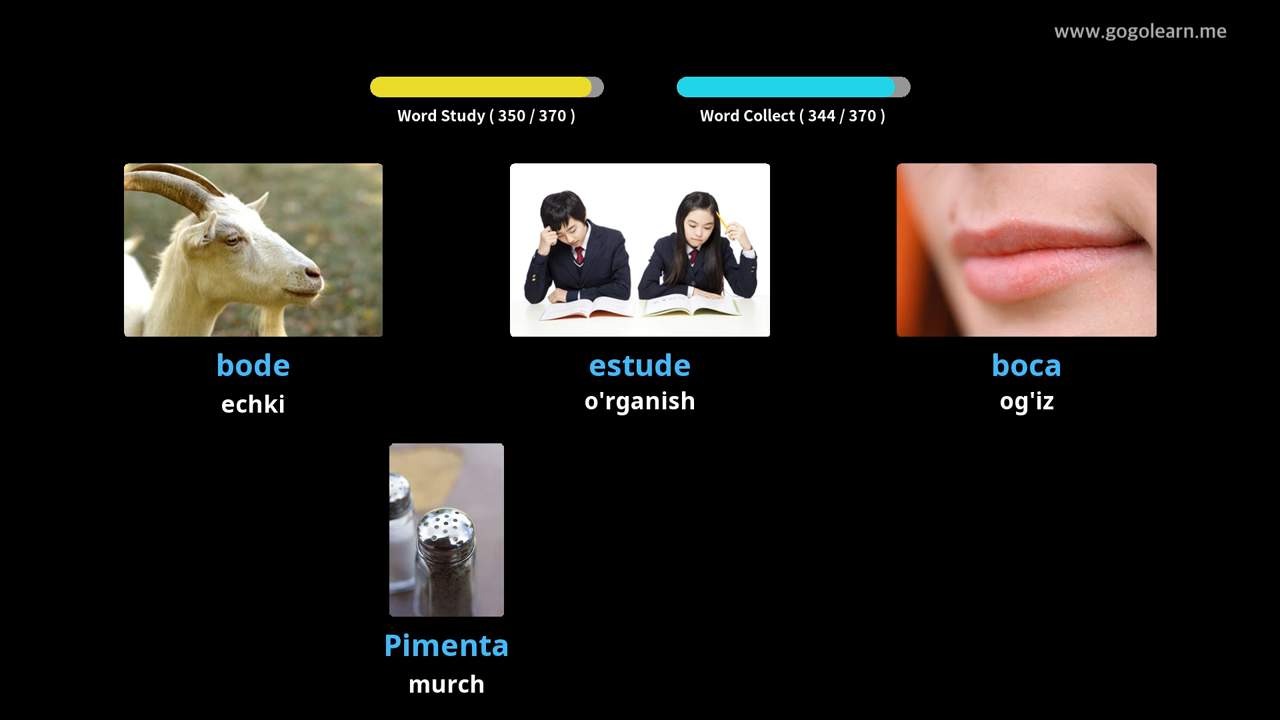 www.gogolearn.me
Word Study ( 350 / 370 )
Word Collect ( 344 / 370 )
bode
echki
estude
o'rganish
boca
og'iz
Pimenta
murch